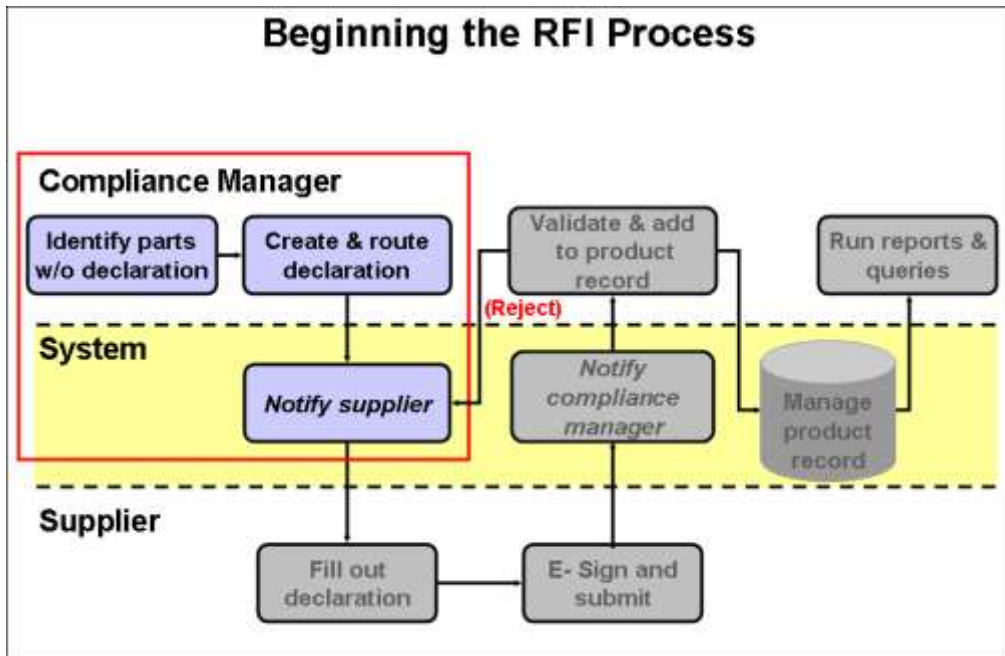 Beginning the RFI Process
Compliance Manager
Identify parts
w/o declaration
Create & route
declaration
Validate & add
to product
record
Run reports &
queries
(Reject)
System
Notify supplier
Notify
compliance
manager
Manage
product
record
Supplier
Fill out
declaration
E- Sign and
submit